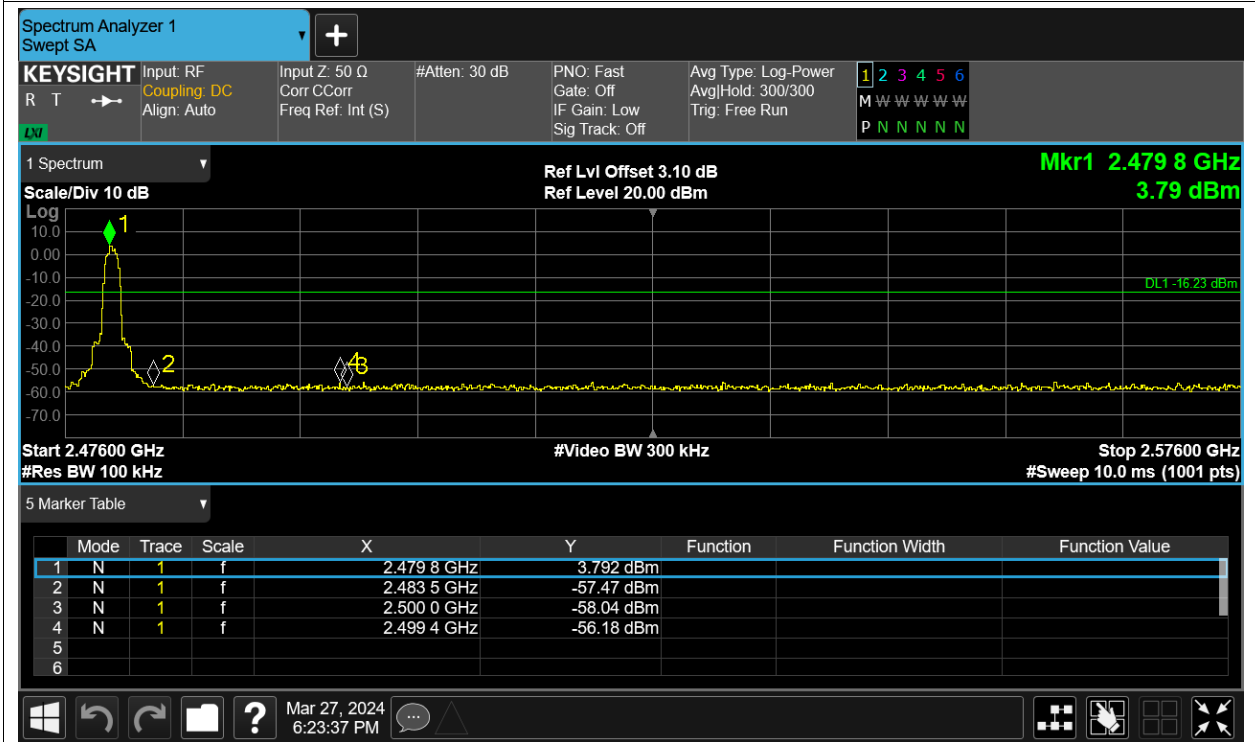 Spectrum Analyzer 1
Swept SA
KEYSIGHT Input: RF Input Z: 50 Ω #Atten: 30 dB PNO: Fast Avg Type: Log-Power 1 2 3 4 5 6
R T Coupling: DC Corr CCorr Gate: Off Avg|Hold: 300/300 M W W W W W
Align: Auto Freq Ref: Int (S) IF Gain: Low Trig: Free Run
LXI Sig Track: Off P N N N N N
1 Spectrum Ref Lvl Offset 3.10 dB Mkr1 2.479 8 GHz
Scale/Div 10 dB Ref Level 20.00 dBm 3.79 dBm
Log
1
10.0
0.00
-10.0
DL1 -16.23 dBm
-20.0
-30.0
-40.0
2 4 3
-50.0
-60.0
-70.0
Start 2.47600 GHz #Video BW 300 kHz Stop 2.57600 GHz
#Res BW 100 kHz #Sweep 10.0 ms (1001 pts)
5 Marker Table
Mode Trace Scale X Y Function Function Width Function Value
1 N 1 f 2.479 8 GHz 3.792 dBm
2 N 1 f 2.483 5 GHz -57.47 dBm
3 N 1 f 2.500 0 GHz -58.04 dBm
4 N 1 f 2.499 4 GHz -56.18 dBm
5
6
? Mar 27, 2024
6:23:37 PM